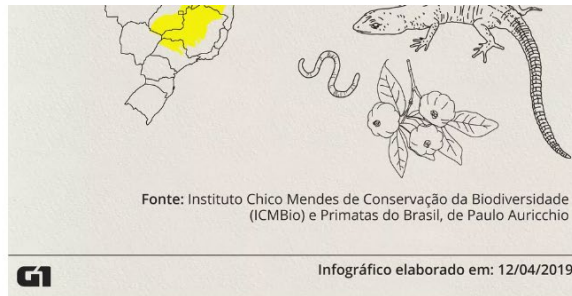 Fonte: Instituto Chico Mendes de Conservação da Biodiversidade
(ICMBio) e Primatas do Brasil, de Paulo Auricchio
G1
Infográfico elaborado em: 12/04/2019